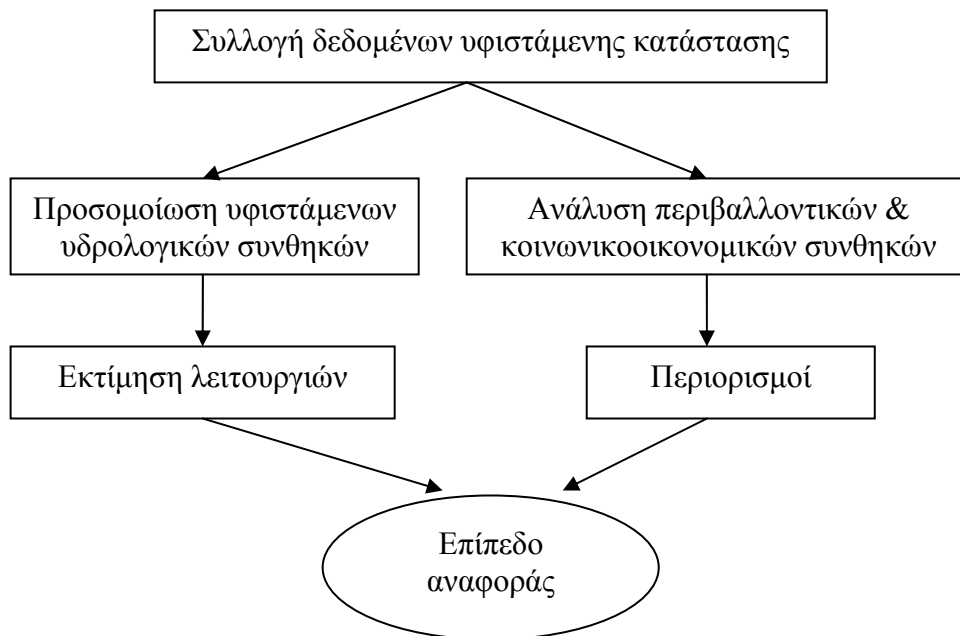 Συλλογή δεδομένων υφιστάμενης κατάστασης
Προσομοίωση υφιστάμενων
υδρολογικών συνθηκών
Ανάλυση περιβαλλοντικών &
κοινωνικοοικονομικών συνθηκών
Εκτίμηση λειτουργιών
Περιορισμοί
Επίπεδο
αναφοράς